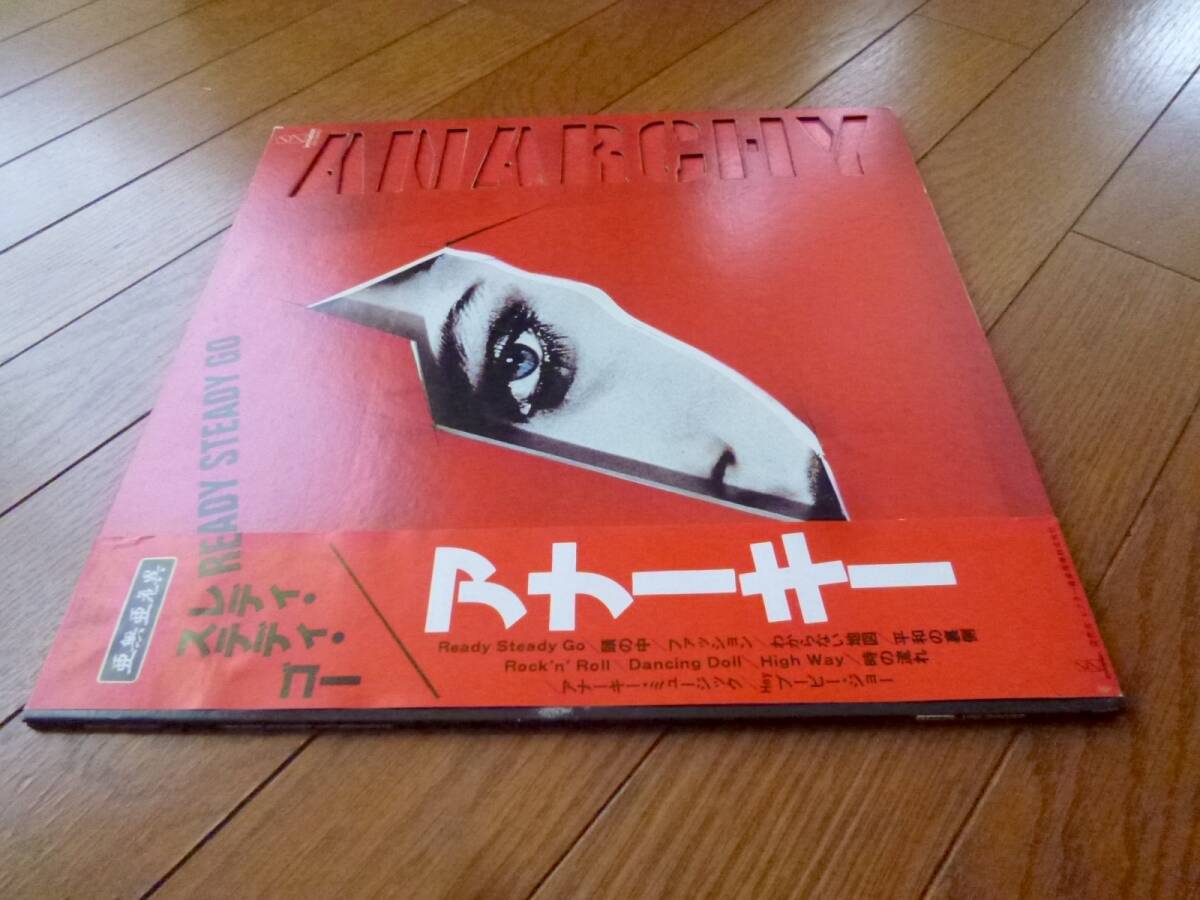 ANARCHY
READY STEADY GO
亜無亜危異
レディ・
ステディ・
ゴー
アナーキー
Ready Steady Go/頭の中/ファッション/わからない地図/平和の裏側
Rock'n' Roll/Dancing Doll/High Way/時の流れ
/アナーキー・ミュージック/Hey フーピー・ジョー